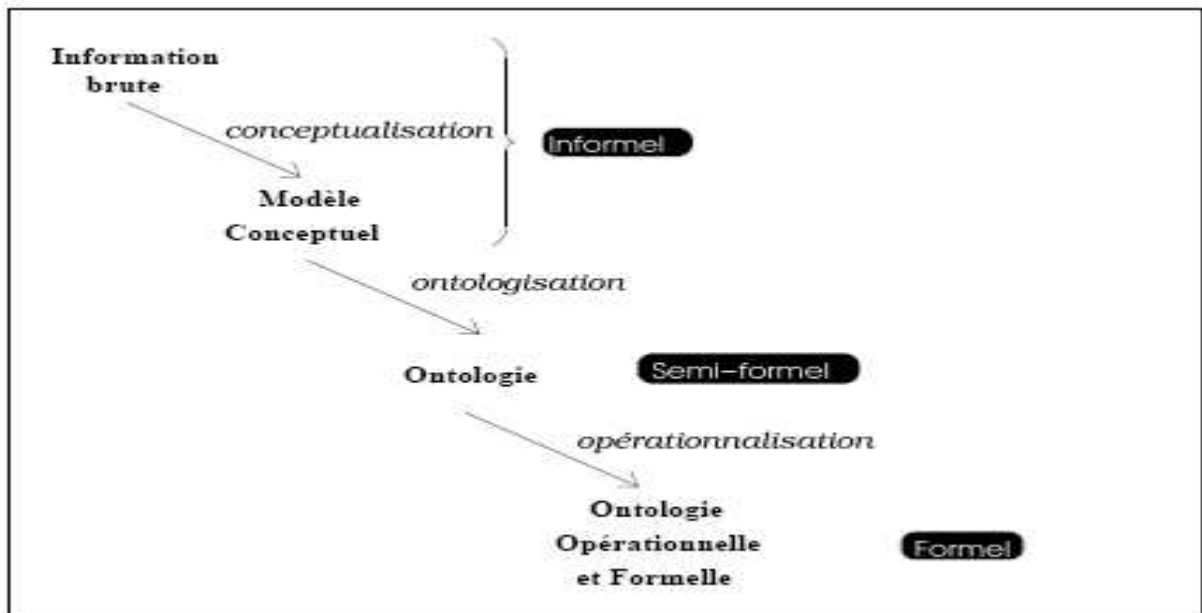 Information
brute
conceptualisation
Informel
Modèle
Conceptuel
ontologisation
Ontologie
Semi-formel
opérationnalisation
Ontologie
Opérationnelle
et Formelle
Formel